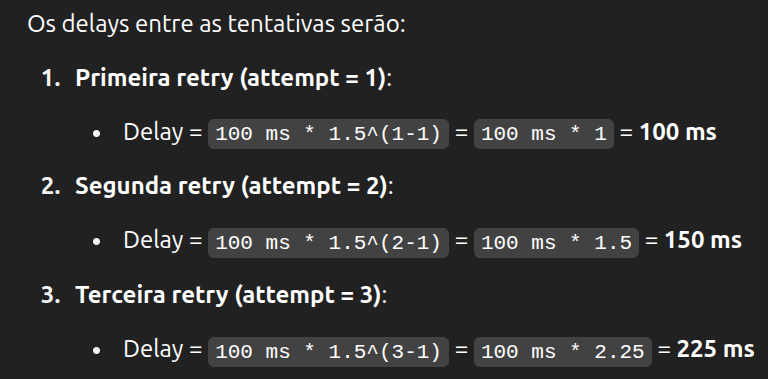 Os delays entre as tentativas serão:
1. Primeira retry (attempt = 1):
• Delay = 100 ms * 1.5^(1-1) = 100 ms * 1 = 100 ms
2. Segunda retry (attempt = 2):
• Delay = 100 ms * 1.5^(2-1) = 100 ms * 1.5 = 150 ms
3. Terceira retry (attempt = 3):
• Delay = 100 ms * 1.5^(3-1) = 100 ms * 2.25 = 225 ms